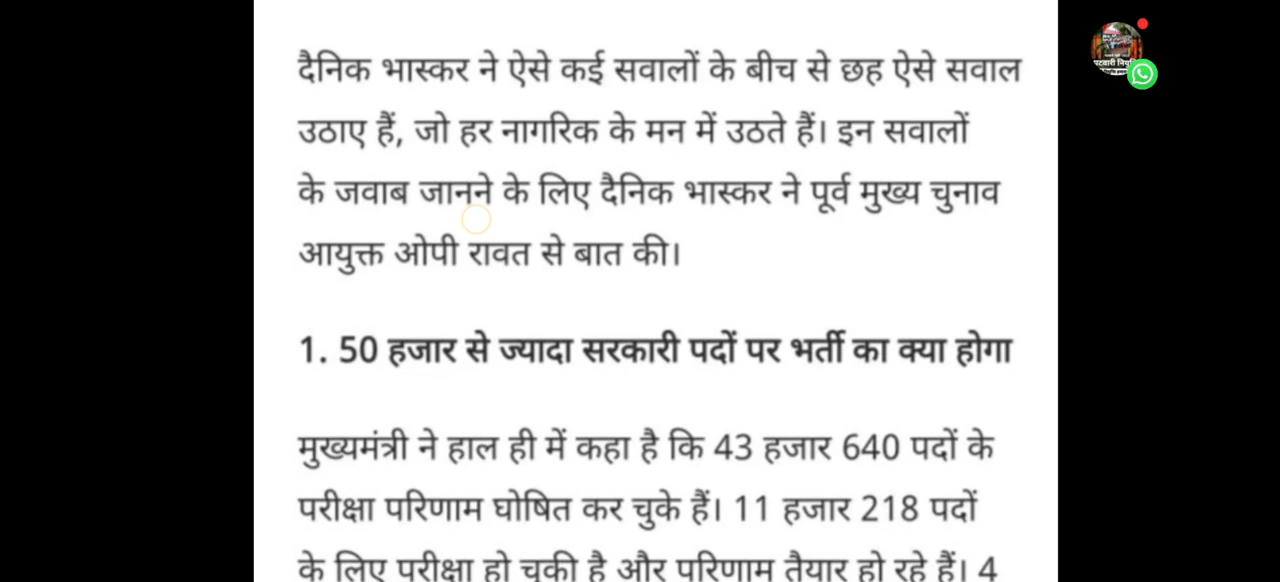 दैनिक भास्कर ने ऐसे कई सवालों के बीच से छह ऐसे सवाल
उठाए हैं, जो हर नागरिक के मन में उठते हैं। इन सवालों
के जवाब जानने के लिए दैनिक भास्कर ने पूर्व मुख्य चुनाव
आयुक्त ओपी रावत से बात की।
1. 50 हजार से ज्यादा सरकारी पदों पर भर्ती का क्या होगा
मुख्यमंत्री ने हाल ही में कहा है कि 43 हजार 640 पदों के
परीक्षा परिणाम घोषित कर चुके हैं। 11 हजार 218 पदों
के लिए परीक्षा हो चुकी है और परिणाम तैयार हो रहे हैं। 4
पटवारी